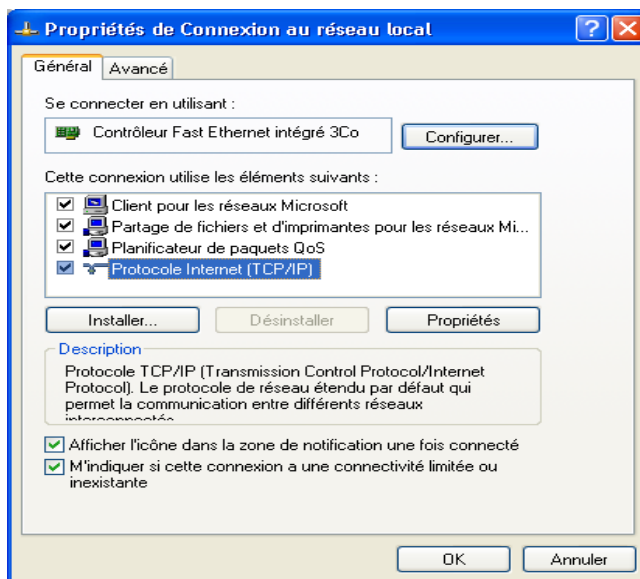 Propriétés de Connexion au réseau local
Général
Avancé
Se connecter en utilisant :
Contrôleur Fast Ethernet intégré 3Co
Configurer...
Cette connexion utilise les éléments suivants :
Client pour les réseaux Microsoft
Partage de fichiers et d'imprimantes pour les réseaux Mi...
Planificateur de paquets QoS
Protocole Internet (TCP/IP)
Installer...
Désinstaller
Propriétés
Description
Protocole TCP/IP (Transmission Control Protocol/Internet
Protocol). Le protocole de réseau étendu par défaut qui
permet la communication entre différents réseaux
interconnectés.
Afficher l'icône dans la zone de notification une fois connecté
M'indiquer si cette connexion a une connectivité limitée ou
inexistante
OK
Annuler